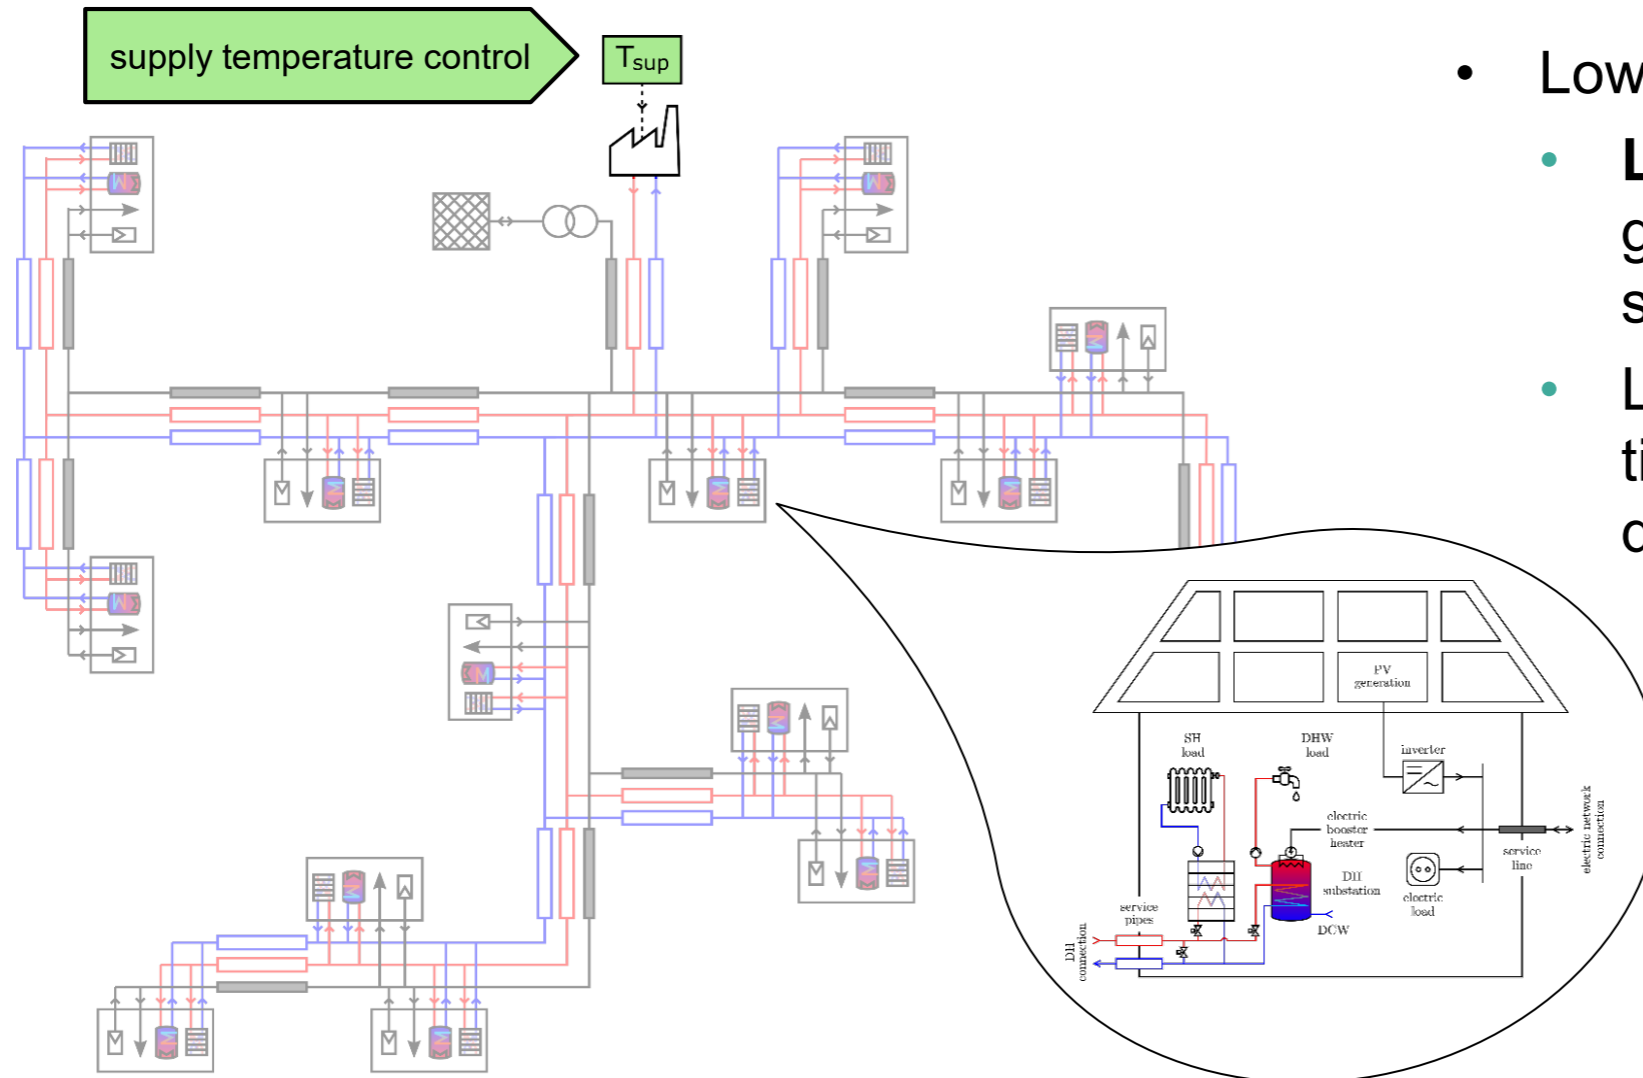 supply temperature control
Tsup
• Low
• L
g
s
• L
ti
PV
generation
SH
load
DHW
load
inverter
electric
booster
heater
DH
substation
electric
load
service
line
electric network
connection
service
pipes
DCW
DH
connection